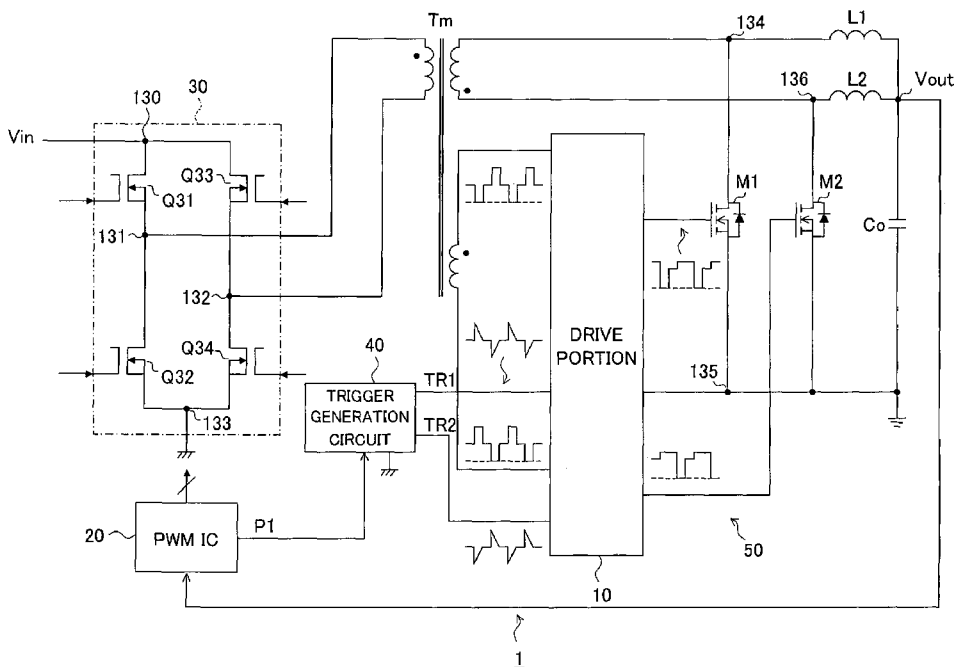 Tm
134
L1
30
130
136
L2
Vout
Vin
Q33
Q31
M1
M2
131
Co
132
DRIVE
PORTION
Q34
40
135
Q32
TRIGGER
GENERATION
CIRCUIT
TR1
133
TR2
20
PWM IC
P1
50
10
1